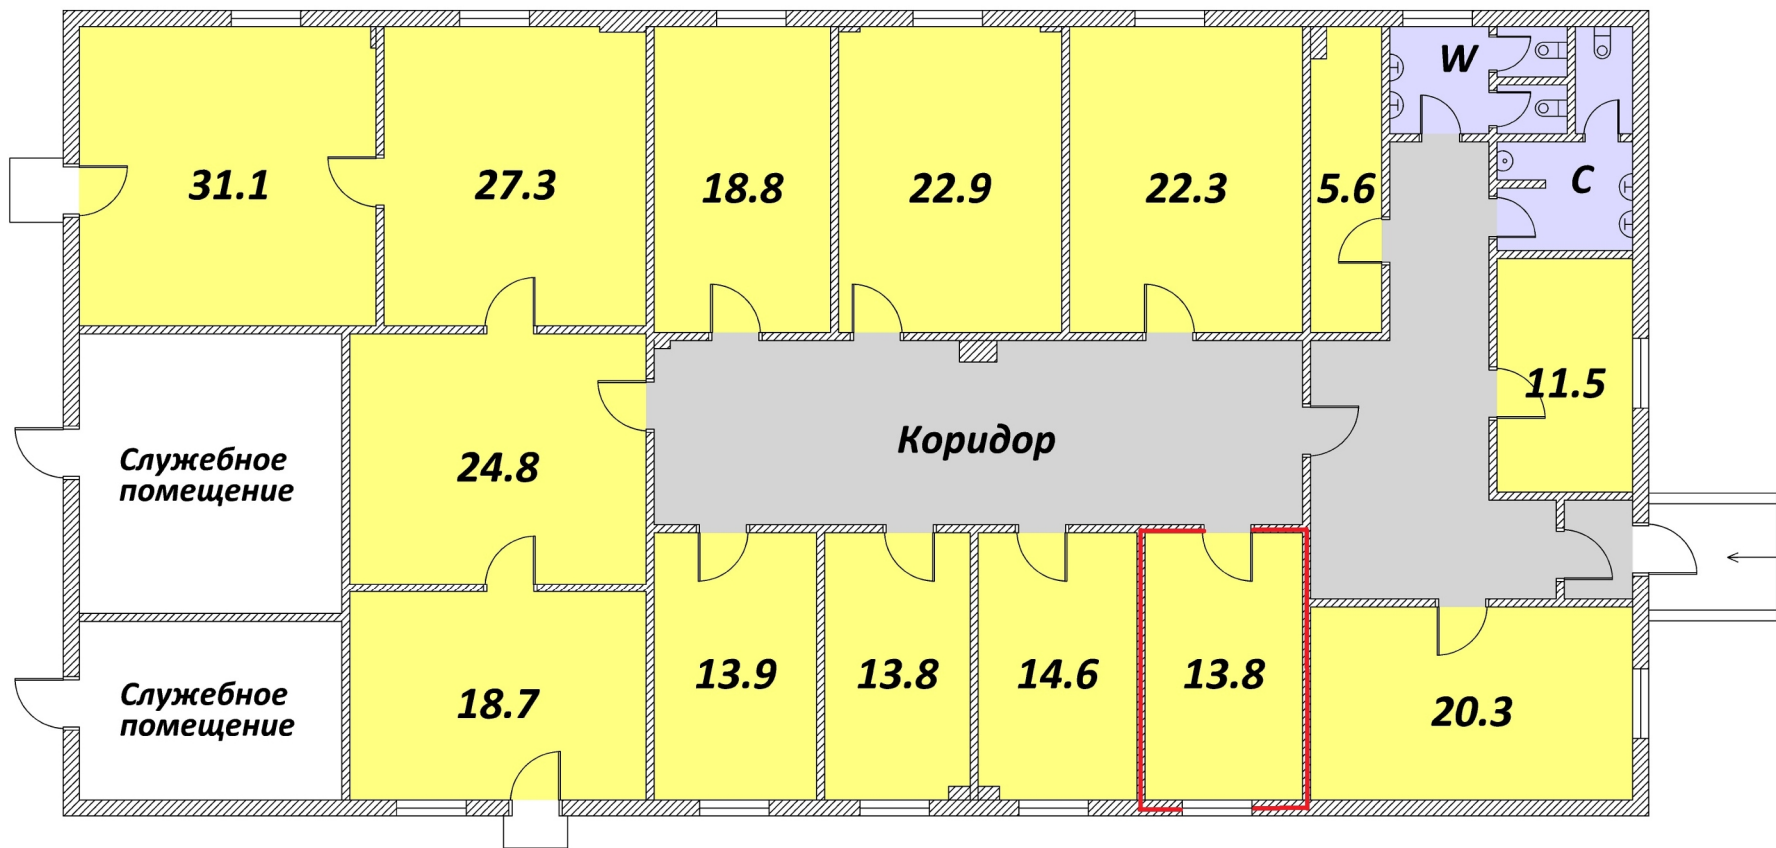 31.1
27.3
18.8
22.9
22.3
5.6
W
C
11.5
Служебное
помещение
24.8
Коридор
Служебное
помещение
18.7
13.9
13.8
14.6
13.8
20.3